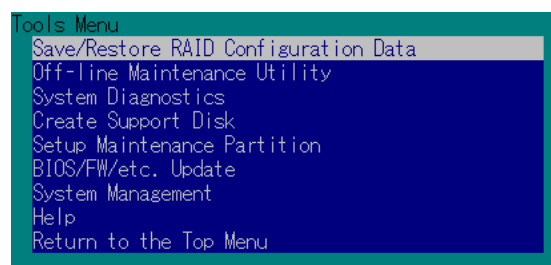 Tools Menu
Save/Restore RAID Configuration Data
Off-line Maintenance Utility
System Diagnostics
Create Support Disk
Setup Maintenance Partition
BIOS/FW/etc. Update
System Management
Help
Return to the Top Menu